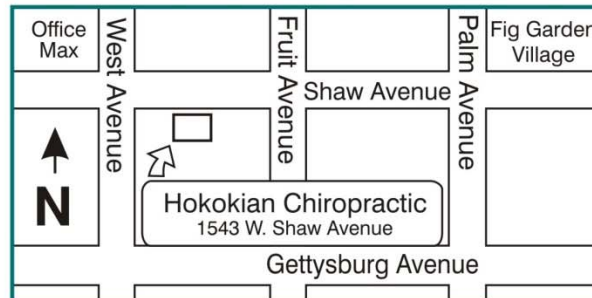 Office
Max
West Avenue
Fruit Avenue
Palm Avenue
Fig Garden
Village
Shaw Avenue
N
Hokokian Chiropractic
1543 W. Shaw Avenue
Gettysburg Avenue